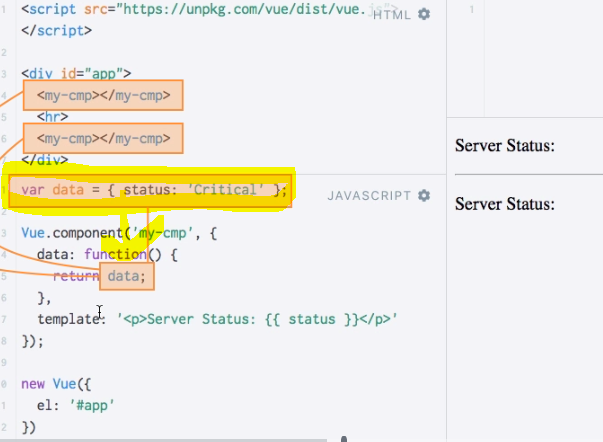 <script src="https://unpkg.com/vue/dist/vue.js">
HTML
</script>
<div id="app">
<my-cmp></my-cmp>
<hr>
<my-cmp></my-cmp>
</div>
var data = { status: 'Critical' };
JAVASCRIPT
Vue.component('my-cmp', {
data: function() {
return data;
},
template: '<p>Server Status: {{ status }}</p>'
});
new Vue({
el: '#app'
})
1
Server Status:
Server Status: